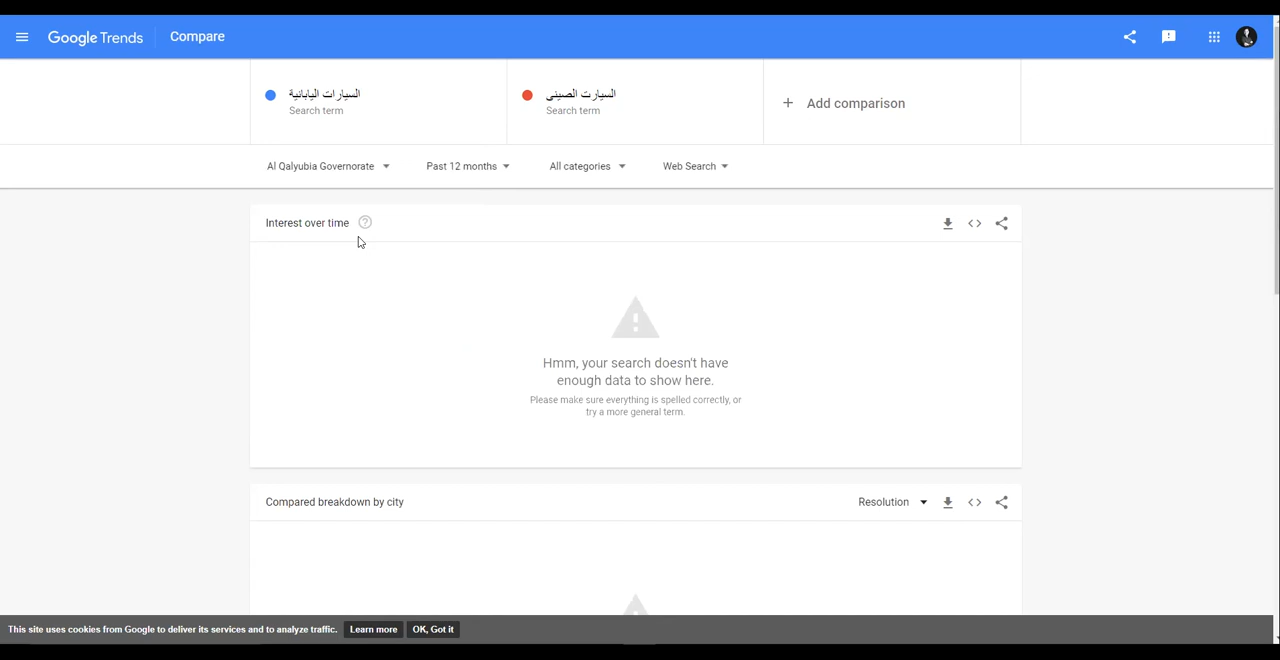 Google Trends
Compare
السيارات اليابانية
Search term
السيارت الصينى
Search term
+ Add comparison
Al Qalyubia Governorate
Past 12 months
All categories
Web Search
Interest over time
Hmm, your search doesn't have
enough data to show here.
Please make sure everything is spelled correctly, or
try a more general term.
Compared breakdown by city
Resolution
This site uses cookies from Google to deliver its services and to analyze traffic.
Learn more
OK, Got it